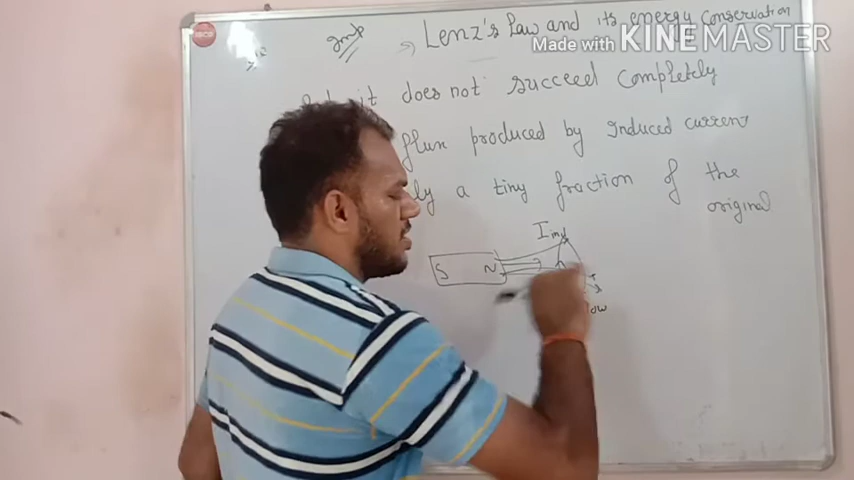 Imp
Lenz's Law and its energy conservation
Made with KINEMASTER
it does not succeed completely
flux produced by induced current
a tiny fraction of the
original
S N